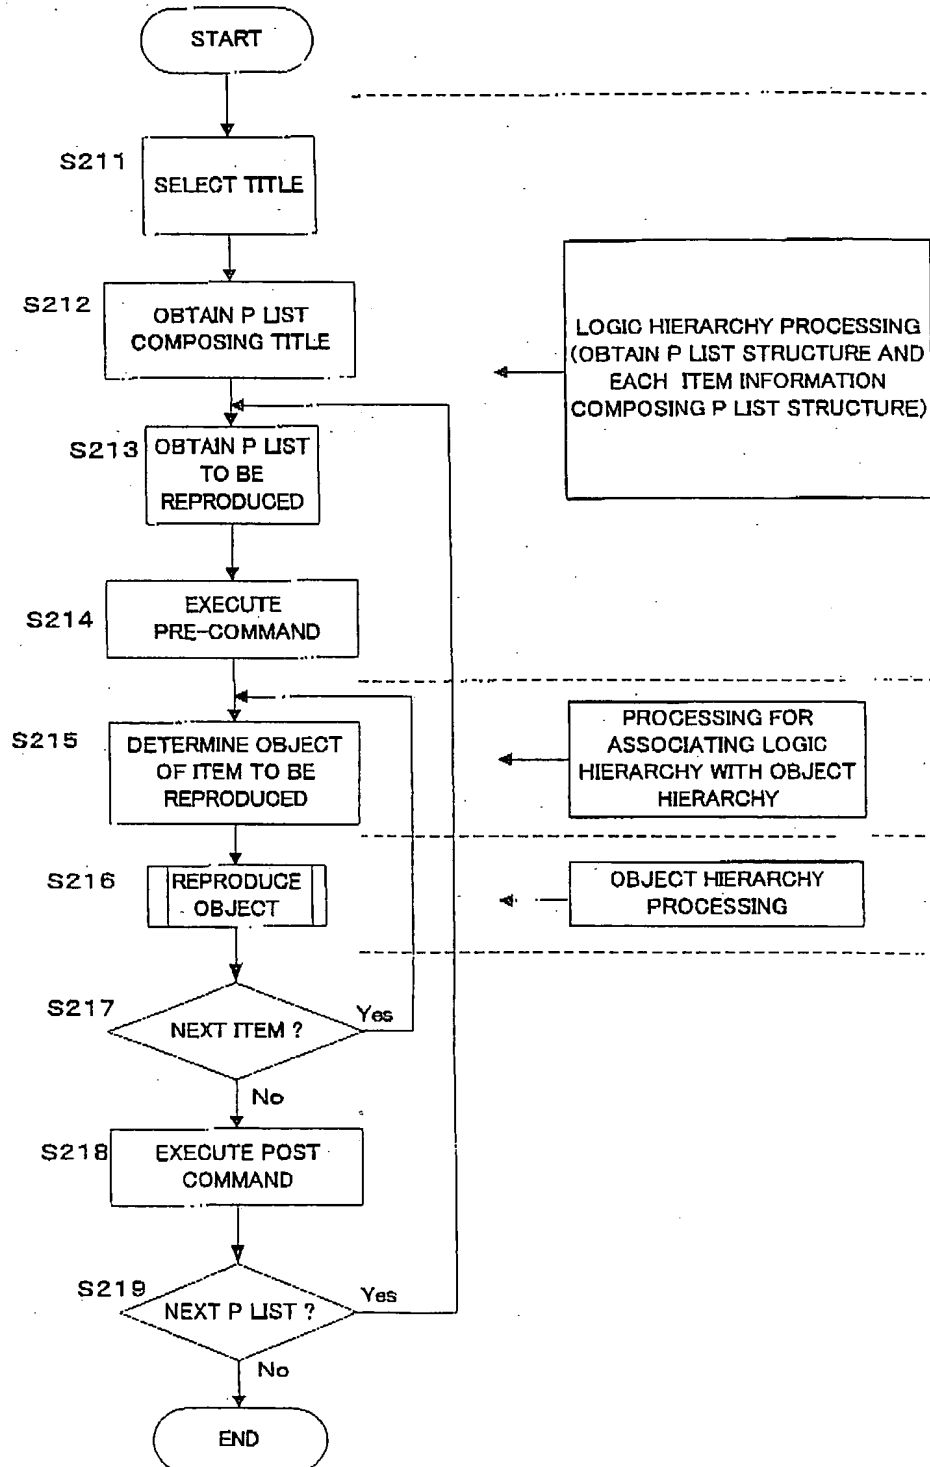 START
S211
SELECT TITLE
S212
OBTAIN P LIST
COMPOSING TITLE
LOGIC HIERARCHY PROCESSING
(OBTAIN P LIST STRUCTURE AND
EACH ITEM INFORMATION
COMPOSING P LIST STRUCTURE)
S213
OBTAIN P LIST
TO BE
REPRODUCED
S214
EXECUTE
PRE-COMMAND
S215
DETERMINE OBJECT
OF ITEM TO BE
REPRODUCED
PROCESSING FOR
ASSOCIATING LOGIC
HIERARCHY WITH OBJECT
HIERARCHY
S216
REPRODUCE
OBJECT
OBJECT HIERARCHY
PROCESSING
S217
NEXT ITEM ?
Yes
No
S218
EXECUTE POST
COMMAND
S219
NEXT P LIST ?
Yes
No
END